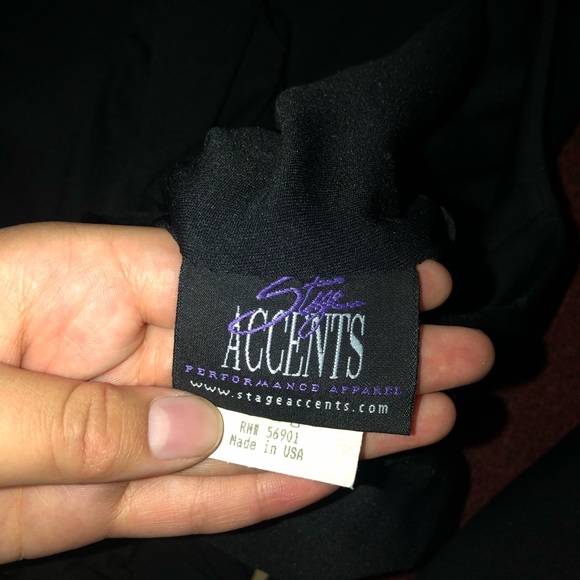 Stage
ACCENTS
PERFORMANCE APPAREL
www.stageaccents.com
RN# 56901
Made in USA